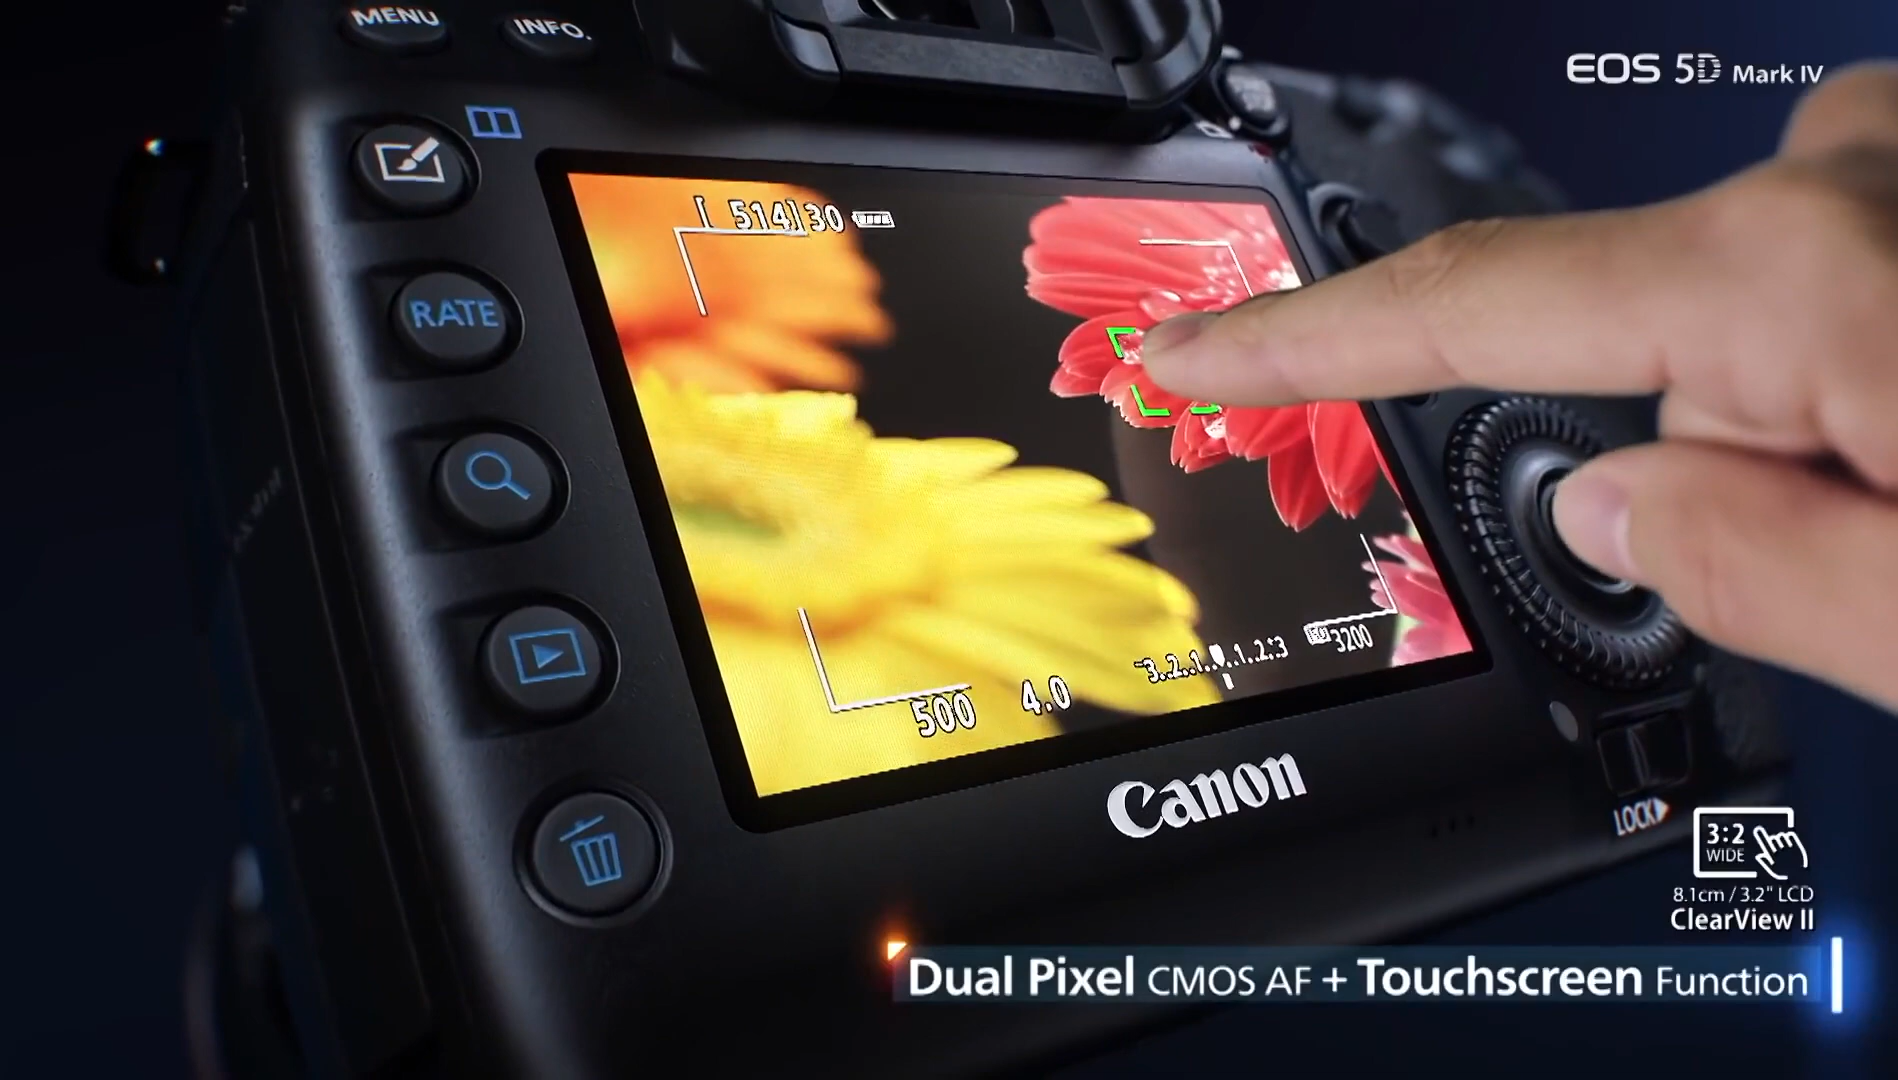 MENU
INFO.
EOS 5D Mark IV
RATE
[ 514] 30
500 4.0 -3..2..1..0..1..2..:3 ISO 3200
Canon
LOCK
3:2
WIDE
8.1cm / 3.2" LCD
ClearView II
Dual Pixel CMOS AF + Touchscreen Function